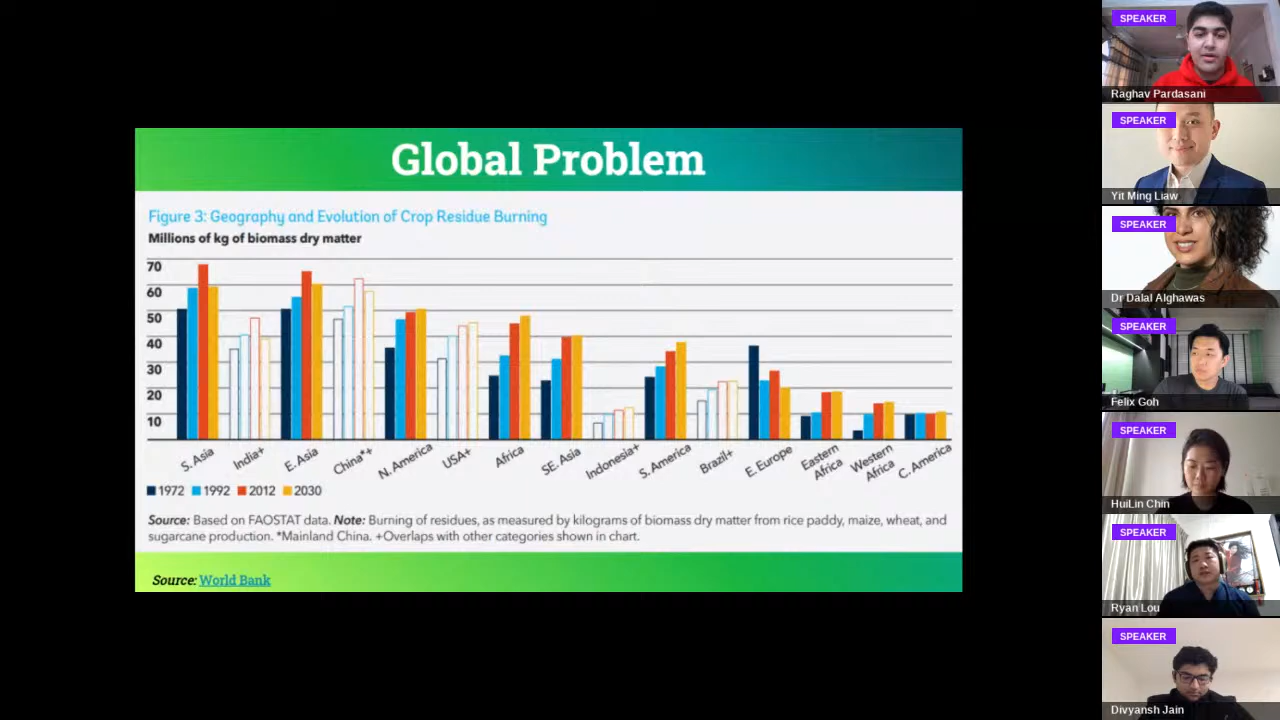 Global Problem
Figure 3: Geography and Evolution of Crop Residue Burning
Millions of kg of biomass dry matter
70
60
50
40
30
20
10
S. Asia
India+
E. Asia
China*+
N. America
USA+
Africa
SE. Asia
Indonesia+
S. America
Brazil+
E. Europe
Eastern
Africa
Western
Africa
C. America
1972 1992 2012 2030
Source: Based on FAOSTAT data. Note: Burning of residues, as measured by kilograms of biomass dry matter from rice paddy, maize, wheat, and
sugarcane production. *Mainland China. +Overlaps with other categories shown in chart.
Source: World Bank
SPEAKER
Raghav Pardasani
SPEAKER
Yit Ming Liaw
SPEAKER
Dr Dalal Alghawas
SPEAKER
Felix Goh
SPEAKER
HuiLin Chin
SPEAKER
Ryan Lou
SPEAKER
Divyansh Jain